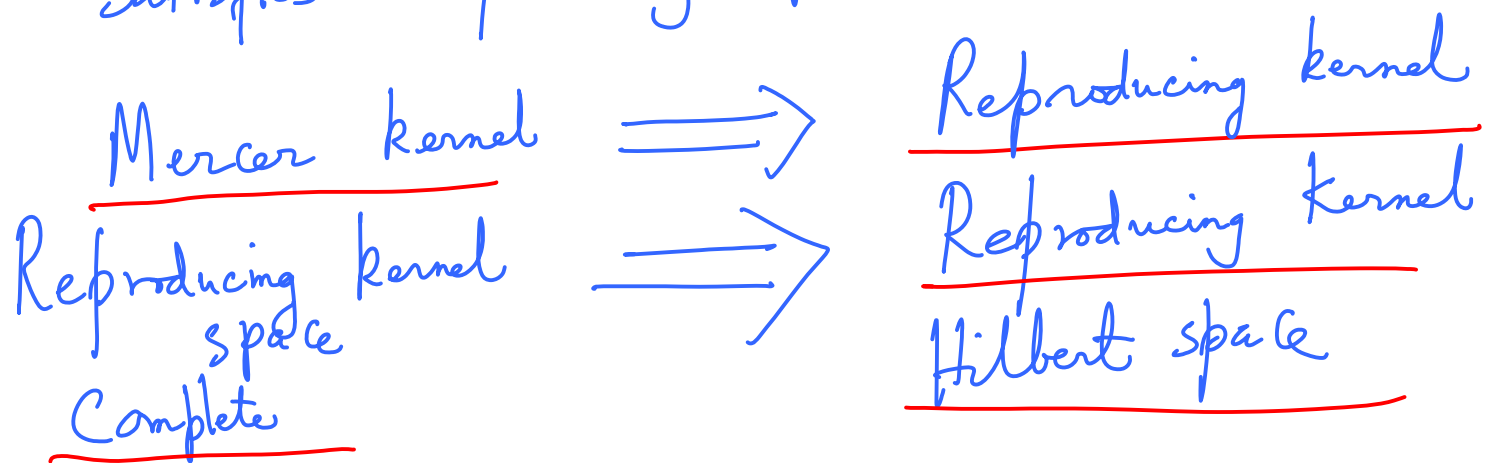 Mercer kernel ⟹ Reproducing kernel
Reproducing kernel ⟹ Reproducing Kernel
space Hilbert space
Complete